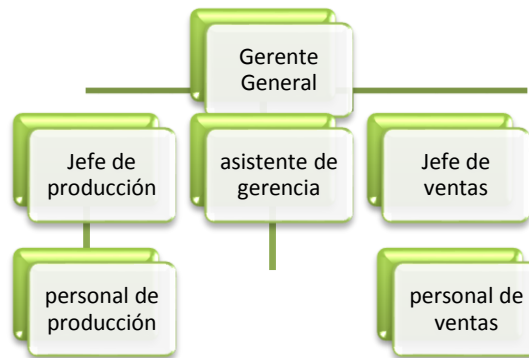 Gerente
General
Jefe de
producción
asistente de
gerencia
Jefe de
ventas
personal de
producción
personal de
ventas